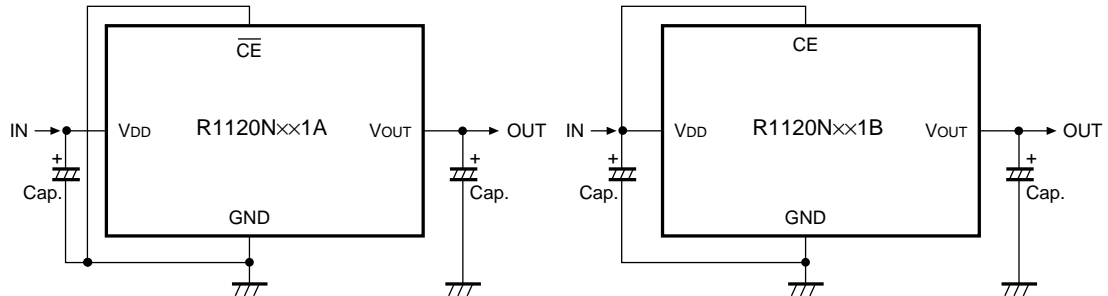 CE
IN
VDD
R1120N××1A
VOUT
OUT
+
Cap.
+
Cap.
GND
CE
IN
VDD
R1120N××1B
VOUT
OUT
+
Cap.
+
Cap.
GND